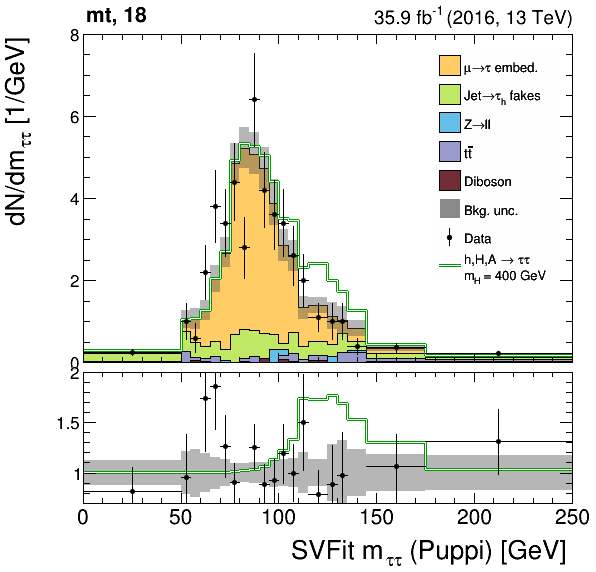 mt, 18
35.9 fb⁻¹ (2016, 13 TeV)
dN/dm_ττ [1/GeV]
8
6
4
2
0
μ→τ embed.
Jet→τ_h fakes
Z→ll
tt̄
Diboson
Bkg. unc.
Data
h,H,A → ττ
m_H = 400 GeV
2
1.5
1
0 50 100 150 200 250
SVFit m_ττ (Puppi) [GeV]